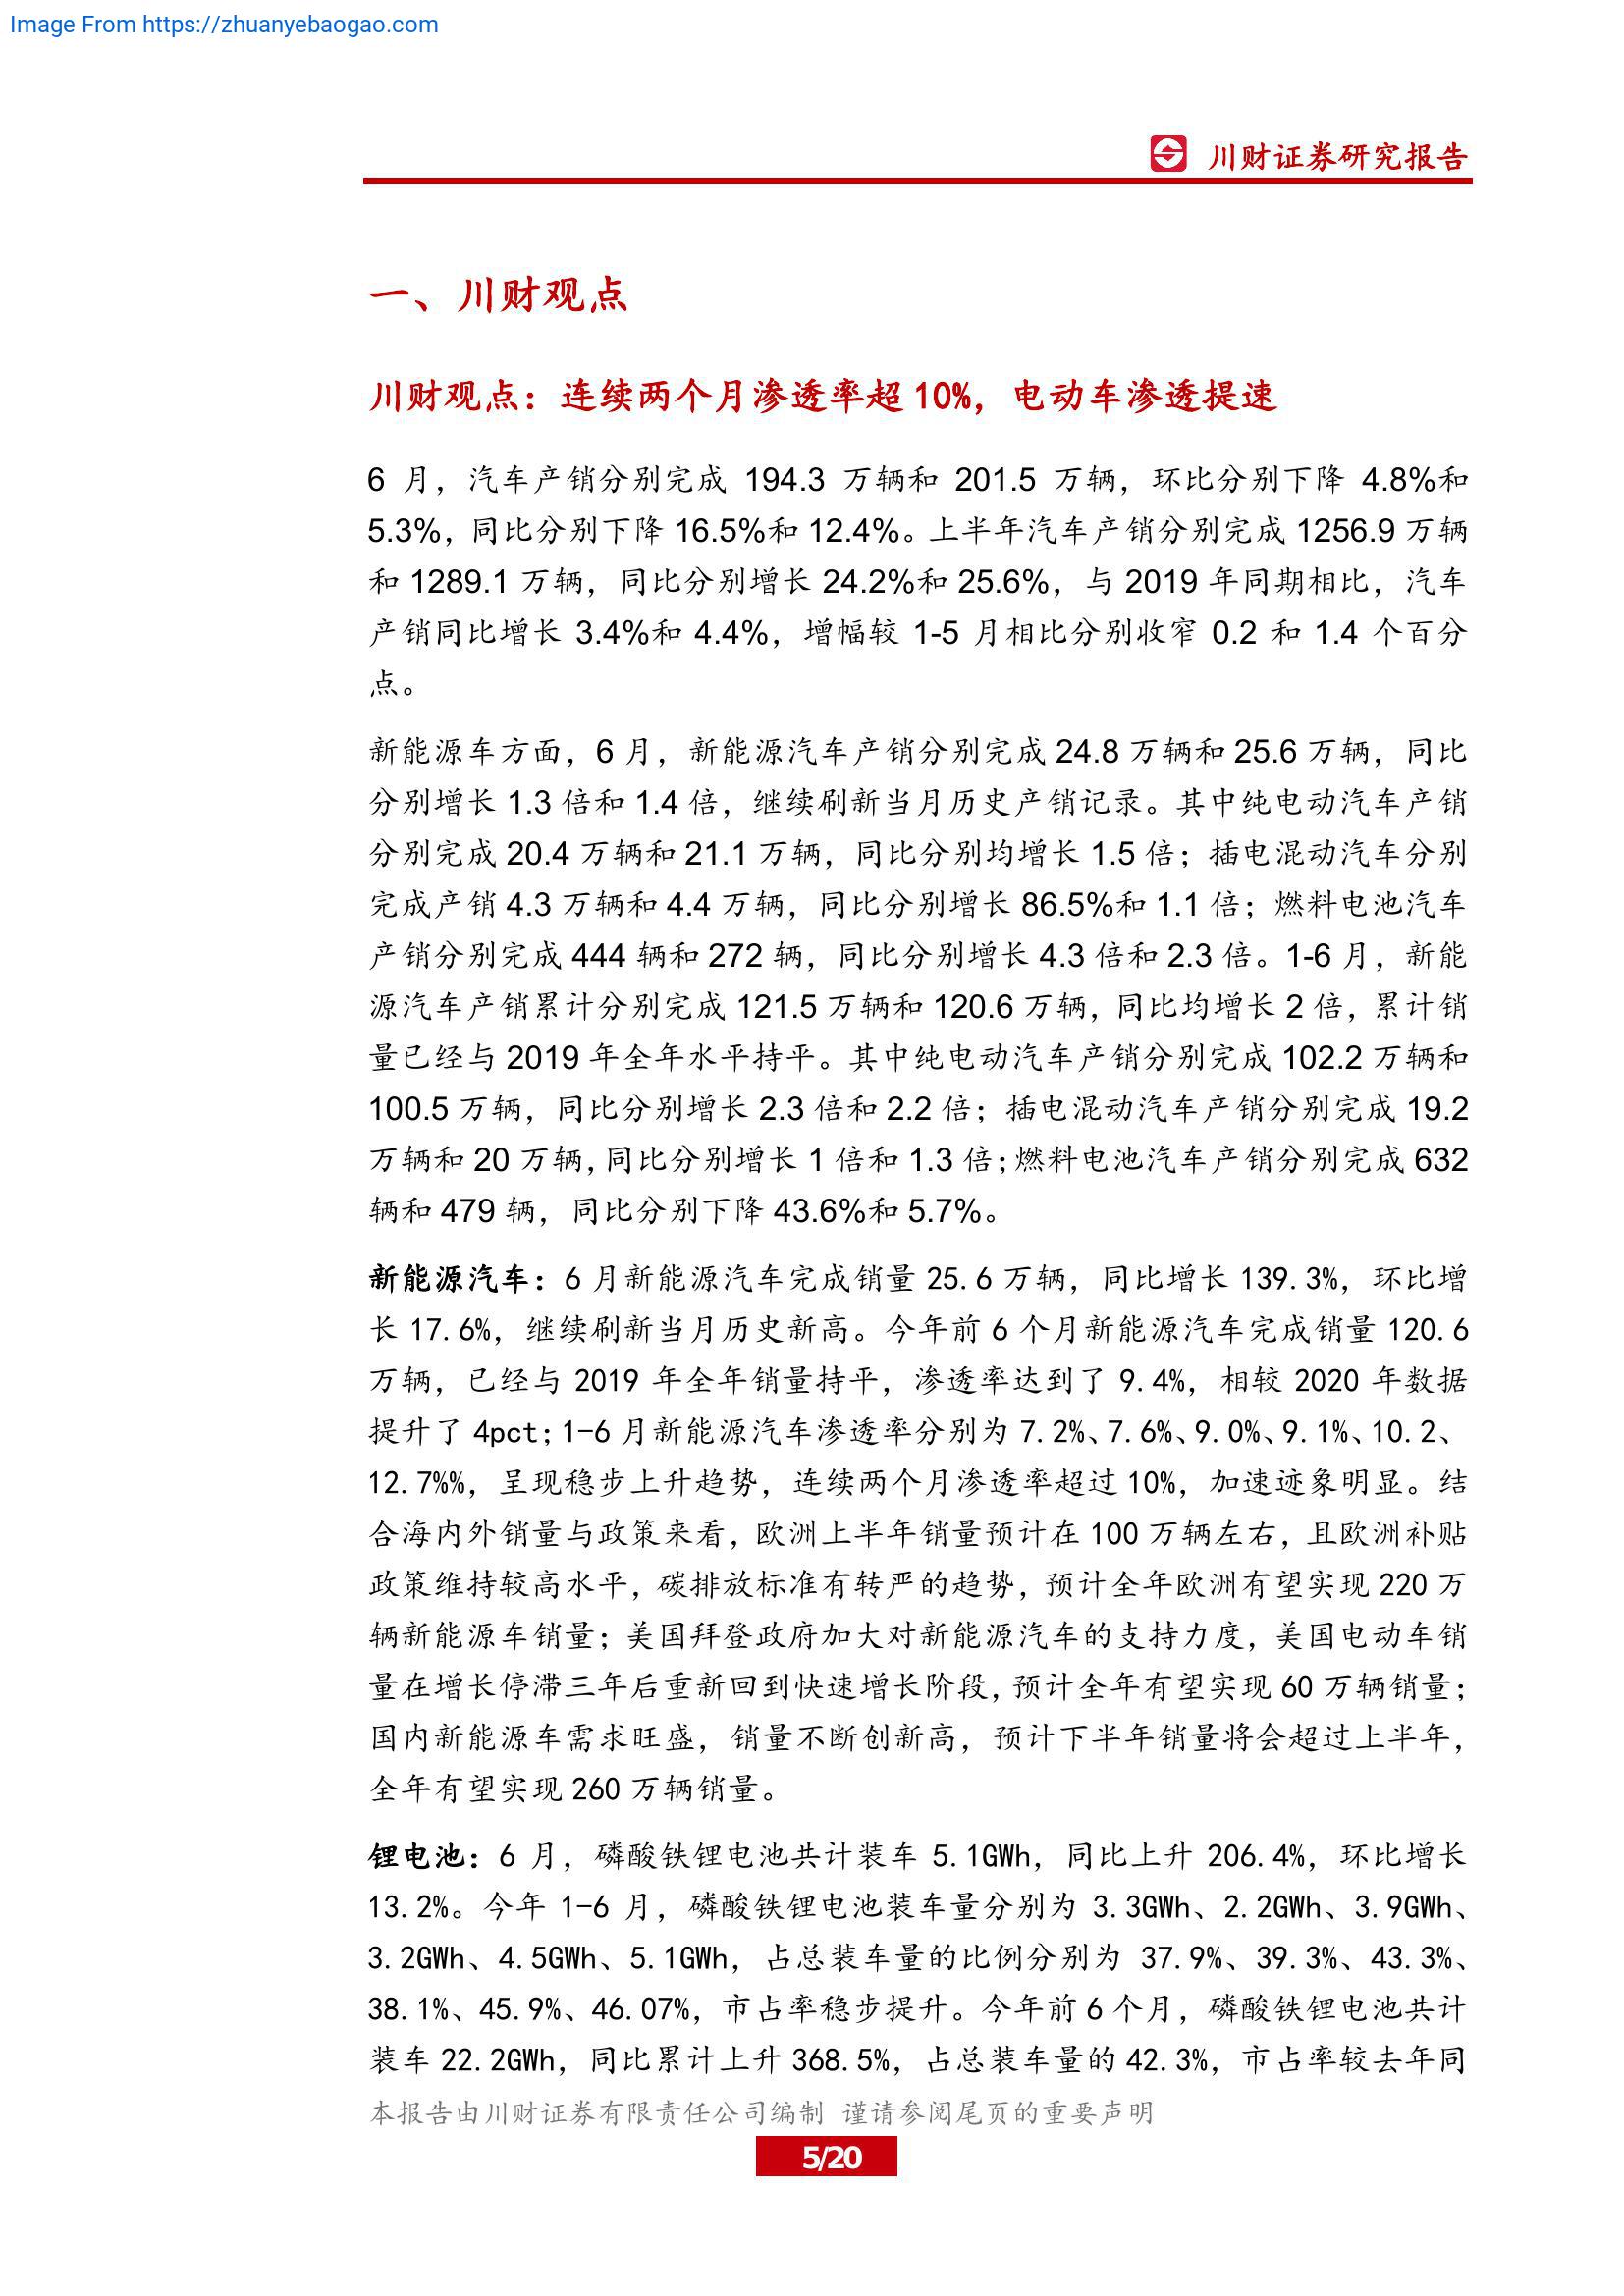 Image From https://zhuanyebaogao.com
川财证券研究报告
一、川财观点
川财观点：连续两个月渗透率超 10%，电动车渗透提速
6 月，汽车产销分别完成 194.3 万辆和 201.5 万辆，环比分别下降 4.8%和
5.3%，同比分别下降 16.5%和 12.4%。上半年汽车产销分别完成 1256.9 万辆
和 1289.1 万辆，同比分别增长 24.2%和 25.6%，与 2019 年同期相比，汽车
产销同比增长 3.4%和 4.4%，增幅较 1-5 月相比分别收窄 0.2 和 1.4 个百分
点。
新能源车方面，6 月，新能源汽车产销分别完成 24.8 万辆和 25.6 万辆，同比
分别增长 1.3 倍和 1.4 倍，继续刷新当月历史产销记录。其中纯电动汽车产销
分别完成 20.4 万辆和 21.1 万辆，同比分别均增长 1.5 倍；插电混动汽车分别
完成产销 4.3 万辆和 4.4 万辆，同比分别增长 86.5%和 1.1 倍；燃料电池汽车
产销分别完成 444 辆和 272 辆，同比分别增长 4.3 倍和 2.3 倍。1-6 月，新能
源汽车产销累计分别完成 121.5 万辆和 120.6 万辆，同比均增长 2 倍，累计销
量已经与 2019 年全年水平持平。其中纯电动汽车产销分别完成 102.2 万辆和
100.5 万辆，同比分别增长 2.3 倍和 2.2 倍；插电混动汽车产销分别完成 19.2
万辆和 20 万辆，同比分别增长 1 倍和 1.3 倍；燃料电池汽车产销分别完成 632
辆和 479 辆，同比分别下降 43.6%和 5.7%。
新能源汽车：6 月新能源汽车完成销量 25.6 万辆，同比增长 139.3%，环比增
长 17.6%，继续刷新当月历史新高。今年前 6 个月新能源汽车完成销量 120.6
万辆，已经与 2019 年全年销量持平，渗透率达到了 9.4%，相较 2020 年数据
提升了 4pct；1-6 月新能源汽车渗透率分别为 7.2%、7.6%、9.0%、9.1%、10.2、
12.7%%，呈现稳步上升趋势，连续两个月渗透率超过 10%，加速迹象明显。结
合海内外销量与政策来看，欧洲上半年销量预计在 100 万辆左右，且欧洲补贴
政策维持较高水平，碳排放标准有转严的趋势，预计全年欧洲有望实现 220 万
辆新能源车销量；美国拜登政府加大对新能源汽车的支持力度，美国电动车销
量在增长停滞三年后重新回到快速增长阶段，预计全年有望实现 60 万辆销量；
国内新能源车需求旺盛，销量不断创新高，预计下半年销量将会超过上半年，
全年有望实现 260 万辆销量。
锂电池：6 月，磷酸铁锂电池共计装车 5.1GWh，同比上升 206.4%，环比增长
13.2%。今年 1-6 月，磷酸铁锂电池装车量分别为 3.3GWh、2.2GWh、3.9GWh、
3.2GWh、4.5GWh、5.1GWh，占总装车量的比例分别为 37.9%、39.3%、43.3%、
38.1%、45.9%、46.07%，市占率稳步提升。今年前 6 个月，磷酸铁锂电池共计
装车 22.2GWh，同比累计上升 368.5%，占总装车量的 42.3%，市占率较去年同
本报告由川财证券有限责任公司编制 谨请参阅尾页的重要声明
5/20